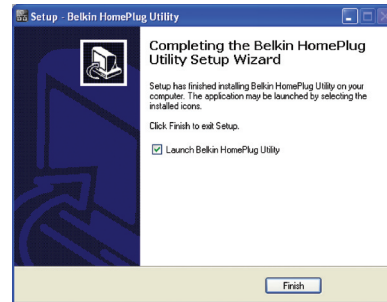 Setup - Belkin HomePlug Utility
Completing the Belkin HomePlug
Utility Setup Wizard
Setup has finished installing Belkin HomePlug Utility on your
computer. The application may be launched by selecting the
installed icons.
Click Finish to exit Setup.
Launch Belkin HomePlug Utility
Finish